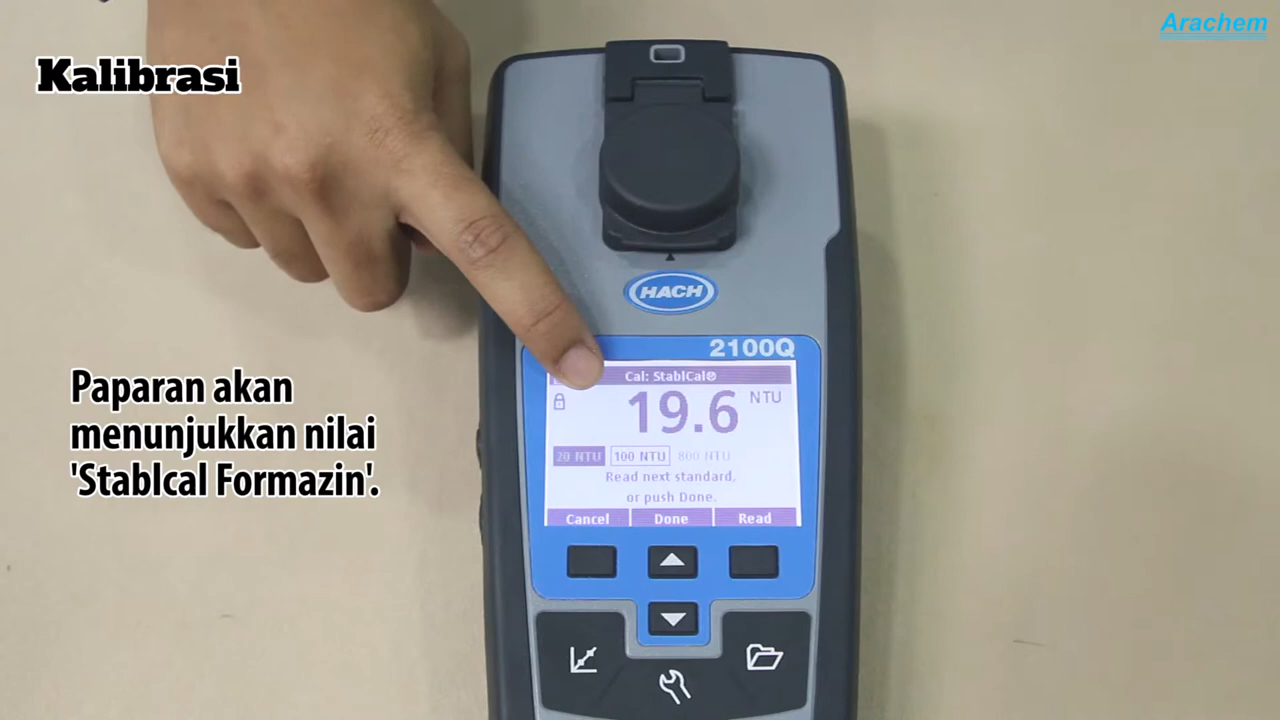 Arachem
Kalibrasi
HACH
2100Q
Cal: StablCal®
19.6 NTU
20 NTU 100 NTU 800 NTU
Read next standard,
or push Done.
Cancel Done Read
Paparan akan
menunjukkan nilai
'Stablcal Formazin'.